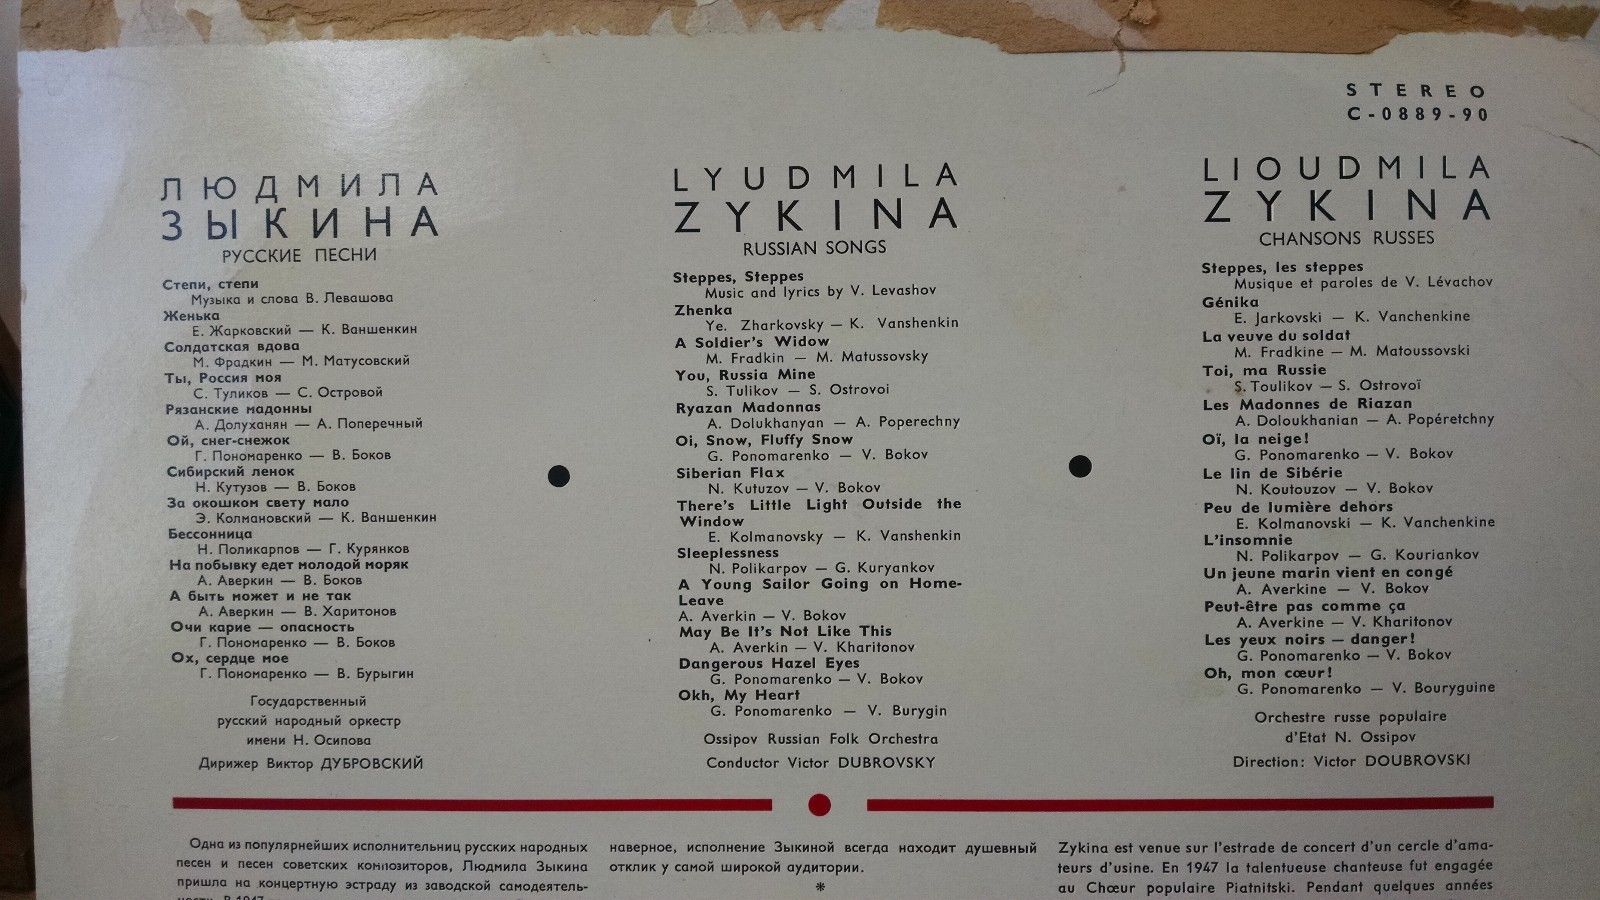 STEREO
C-0889-90
ЛЮДМИЛА
ЗЫКИНА
РУССКИЕ ПЕСНИ
Степи, степи
Музыка и слова В. Левашова
Женька
Е. Жарковский — К. Ваншенкин
Солдатская вдова
М. Фрадкин — М. Матусовский
Ты, Россия моя
С. Туликов — С. Островой
Рязанские мадонны
А. Долуханян — А. Поперечный
Ой, снег-снежок
Г. Пономаренко — В. Боков
Сибирский ленок
Н. Кутузов — В. Боков
За окошком свету мало
Э. Колмановский — К. Ваншенкин
Бессонница
Н. Поликарпов — Г. Курянков
На побывку едет молодой моряк
А. Аверкин — В. Боков
А быть может и не так
А. Аверкин — В. Харитонов
Очи карие — опасность
Г. Пономаренко — В. Боков
Ох, сердце мое
Г. Пономаренко — В. Бурыгин
Государственный
русский народный оркестр
имени Н. Осипова
Дирижер Виктор ДУБРОВСКИЙ
LYUDMILA
ZYKINA
RUSSIAN SONGS
Steppes, Steppes
Music and lyrics by V. Levashov
Zhenka
Ye. Zharkovsky — K. Vanshenkin
A Soldier's Widow
M. Fradkin — M. Matussovsky
You, Russia Mine
S. Tulikov — S. Ostrovoi
Ryazan Madonnas
A. Dolukhanyan — A. Poperechny
Oi, Snow, Fluffy Snow
G. Ponomarenko — V. Bokov
Siberian Flax
N. Kutuzov — V. Bokov
There's Little Light Outside the
Window
E. Kolmanovsky — K. Vanshenkin
Sleeplessness
N. Polikarpov — G. Kuryankov
A Young Sailor Going on Home-
Leave
A. Averkin — V. Bokov
May Be It's Not Like This
A. Averkin — V. Kharitonov
Dangerous Hazel Eyes
G. Ponomarenko — V. Bokov
Okh, My Heart
G. Ponomarenko — V. Burygin
Ossipov Russian Folk Orchestra
Conductor Victor DUBROVSKY
LIOUDMILA
ZYKINA
CHANSONS RUSSES
Steppes, les steppes
Musique et paroles de V. Lévachov
Génika
E. Jarkovski — K. Vanchenkine
La veuve du soldat
M. Fradkine — M. Matoussovski
Toi, ma Russie
S. Toulikov — S. Ostrovoï
Les Madonnes de Riazan
A. Doloukhanian — A. Popéretchny
Oï, la neige!
G. Ponomarenko — V. Bokov
Le lin de Sibérie
N. Koutouzov — V. Bokov
Peu de lumière dehors
E. Kolmanovski — K. Vanchenkine
L'insomnie
N. Polikarpov — G. Kouriankov
Un jeune marin vient en congé
A. Averkine — V. Bokov
Peut-être pas comme ça
A. Averkine — V. Kharitonov
Les yeux noirs — danger!
G. Ponomarenko — V. Bokov
Oh, mon cœur!
G. Ponomarenko — V. Bouryguine
Orchestre russe populaire
d'Etat N. Ossipov
Direction: Victor DOUBROVSKI
Одна из популярнейших исполнительниц русских народных
песен и песен советских композиторов, Людмила Зыкина
пришла на концертную эстраду из заводской самодеятель-
наверное, исполнение Зыкиной всегда находит душевный
отклик у самой широкой аудитории.
*
Zykina est venue sur l'estrade de concert d'un cercle d'ama-
teurs d'usine. En 1947 la talentueuse chanteuse fut engagée
au Chœur populaire Piatnitski. Pendant quelques années